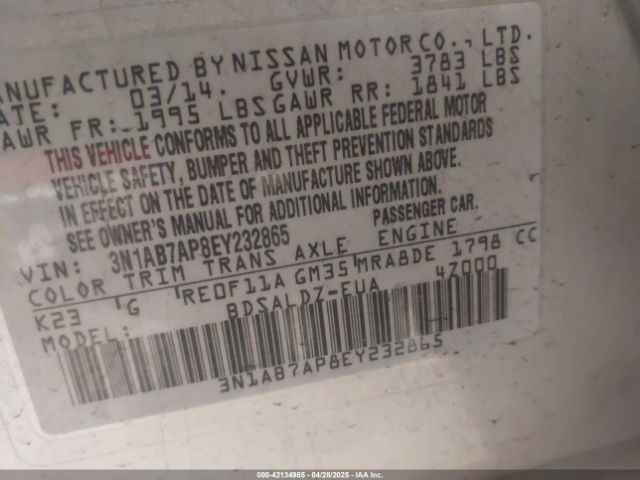 NUFACTURED BY NISSAN MOTOR CO., LTD.
ATE: 03/14. GVWR: 3783 LBS
AWR FR: 1995 LBS GAWR RR: 1841 LBS
THIS VEHICLE CONFORMS TO ALL APPLICABLE FEDERAL MOTOR
VEHICLE SAFETY, BUMPER AND THEFT PREVENTION STANDARDS
IN EFFECT ON THE DATE OF MANUFACTURE SHOWN ABOVE.
SEE OWNER'S MANUAL FOR ADDITIONAL INFORMATION.
VIN: 3N1AB7AP8EY232865 PASSENGER CAR.
COLOR TRIM TRANS AXLE ENGINE
K23 G RE0F11A GM35 MRA8DE 1798 CC
MODEL: BDSALDZ-EUA 4Z000
3N1AB7AP8EY232865
000-42134985 | 04/28/2025 | IAA Inc.